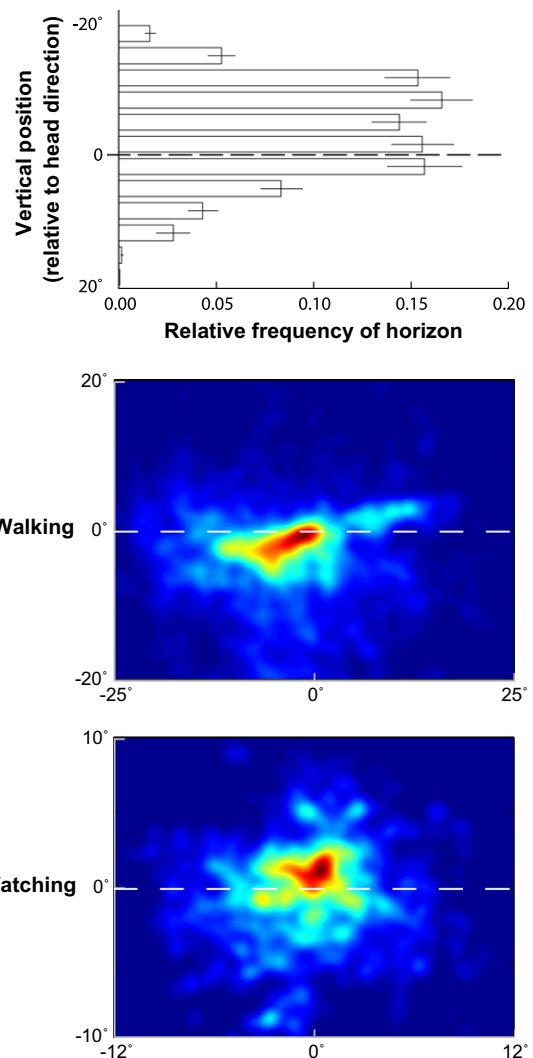 Vertical position
(relative to head direction)
-20°
0
20°
0.00 0.05 0.10 0.15 0.20
Relative frequency of horizon
20°
Walking
0°
-20°
-25° 0° 25°
10°
atching
0°
-10°
-12° 0° 12°